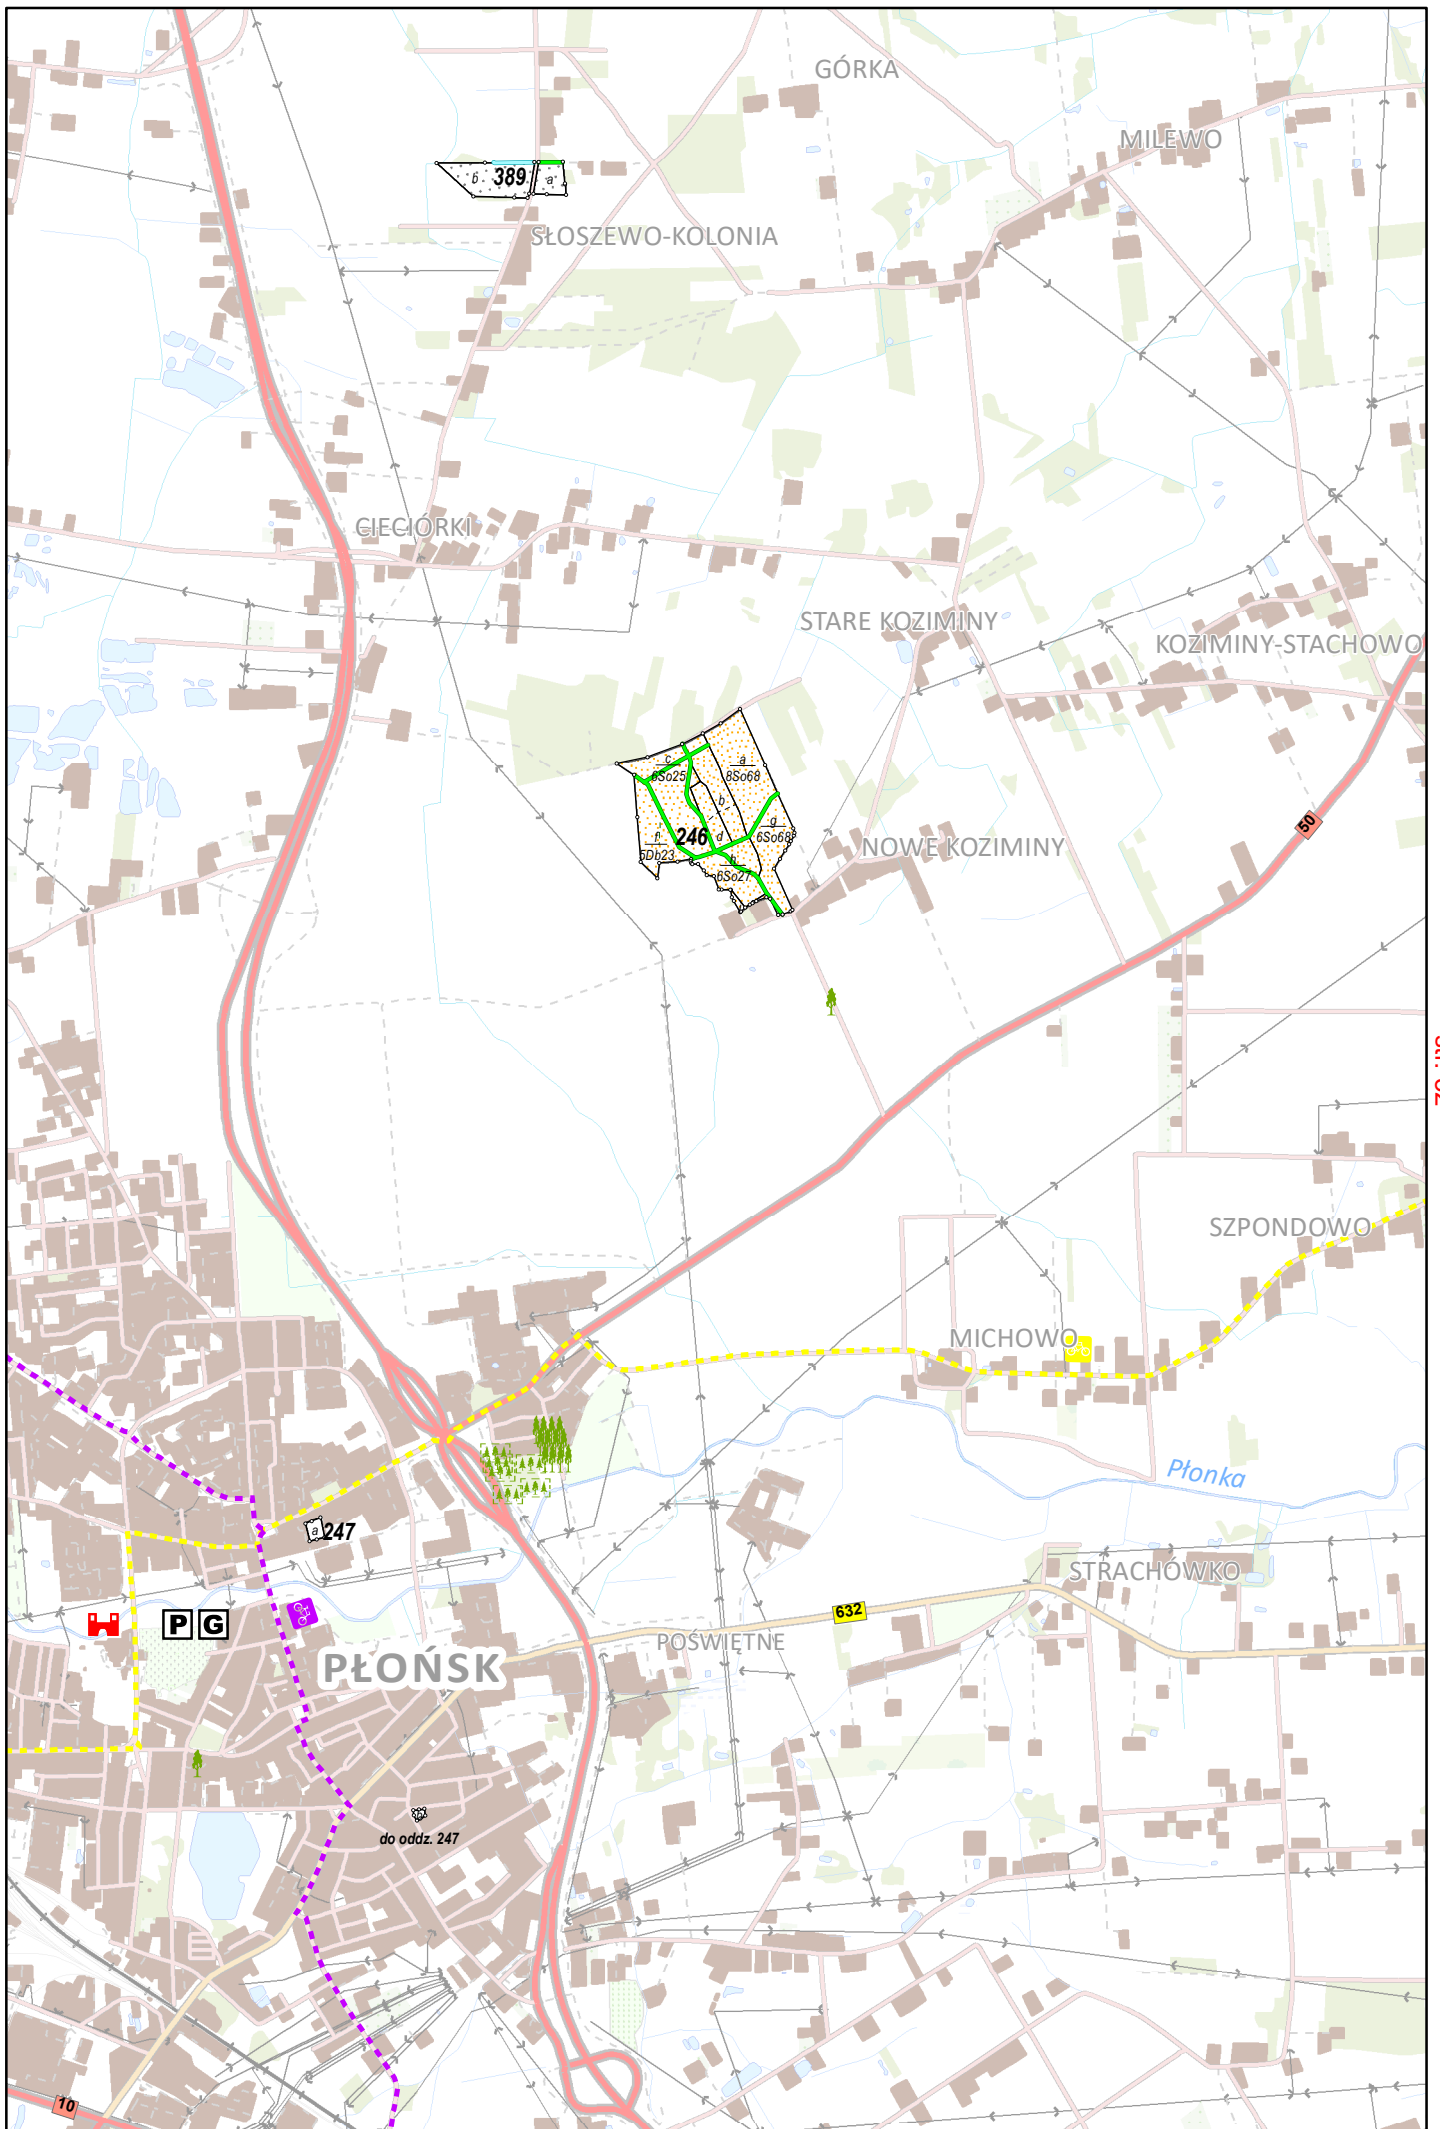 GÓRKA
MILEWO
b 389 a
SŁOSZEWO-KOLONIA
CIECIÓRKI
STARE KOZIMINY
KOZIMINY-STACHOWO
c
6So25
a
8So68
b
f
5Db23
246 d
g
6So68
h
6So27
NOWE KOZIMINY
50
SZPONDOWO
MICHOWO
Płonka
a 247
STRACHÓWKO
632
P G
POŚWIĘTNE
PŁOŃSK
do oddz. 247
10